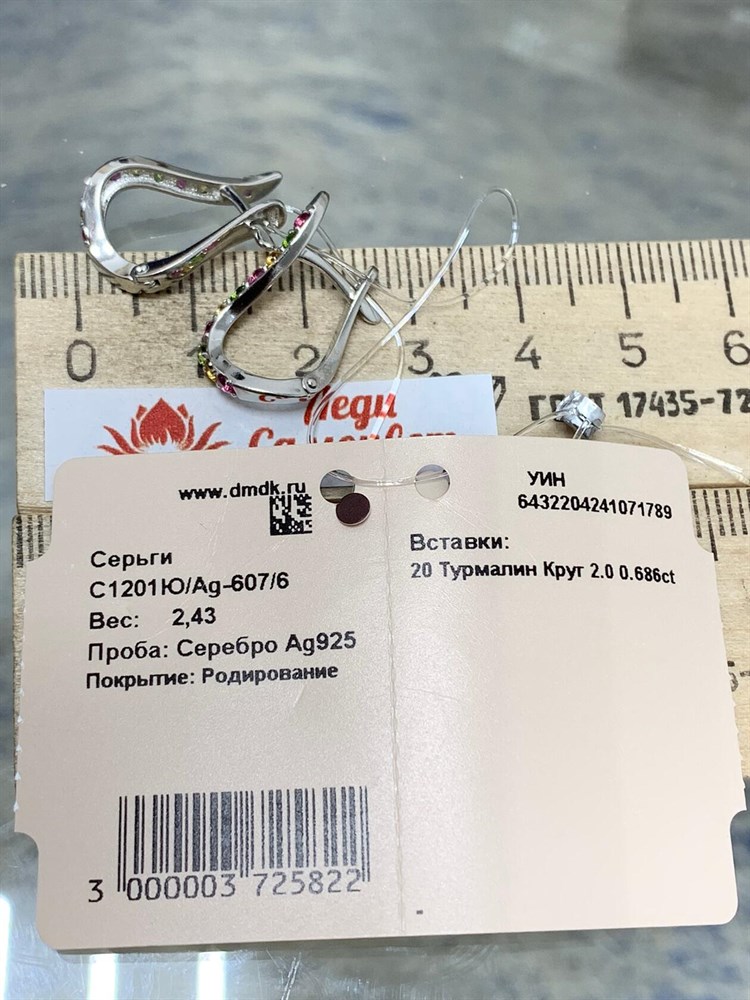 0 1 2 3 4 5 6
ГОСТ 17435-72
Леди
Самоцвет
www.dmdk.ru
УИН
6432204241071789
Серьги
С1201Ю/Ag-607/6
Вес: 2,43
Проба: Серебро Ag925
Покрытие: Родирование
Вставки:
20 Турмалин Круг 2.0 0.686ct
3 000003 725822